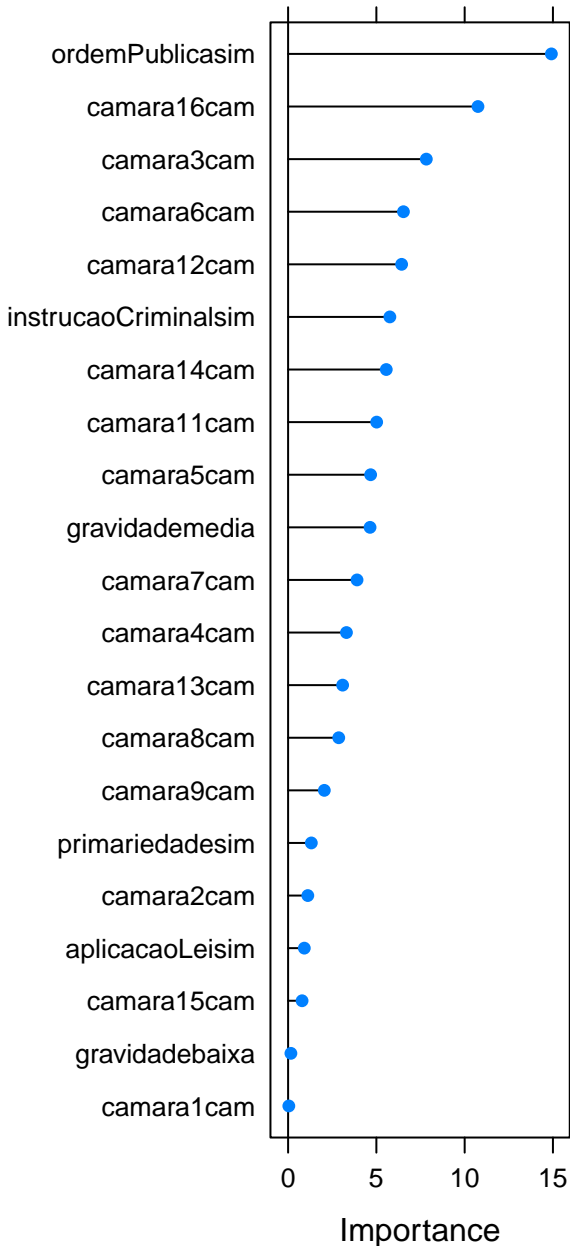 ordemPublicasim
camara16cam
camara3cam
camara6cam
camara12cam
instrucaoCriminalsim
camara14cam
camara11cam
camara5cam
gravidademedia
camara7cam
camara4cam
camara13cam
camara8cam
camara9cam
primariedadesim
camara2cam
aplicacaoLeisim
camara15cam
gravidadebaixa
camara1cam
0 5 10 15
Importance